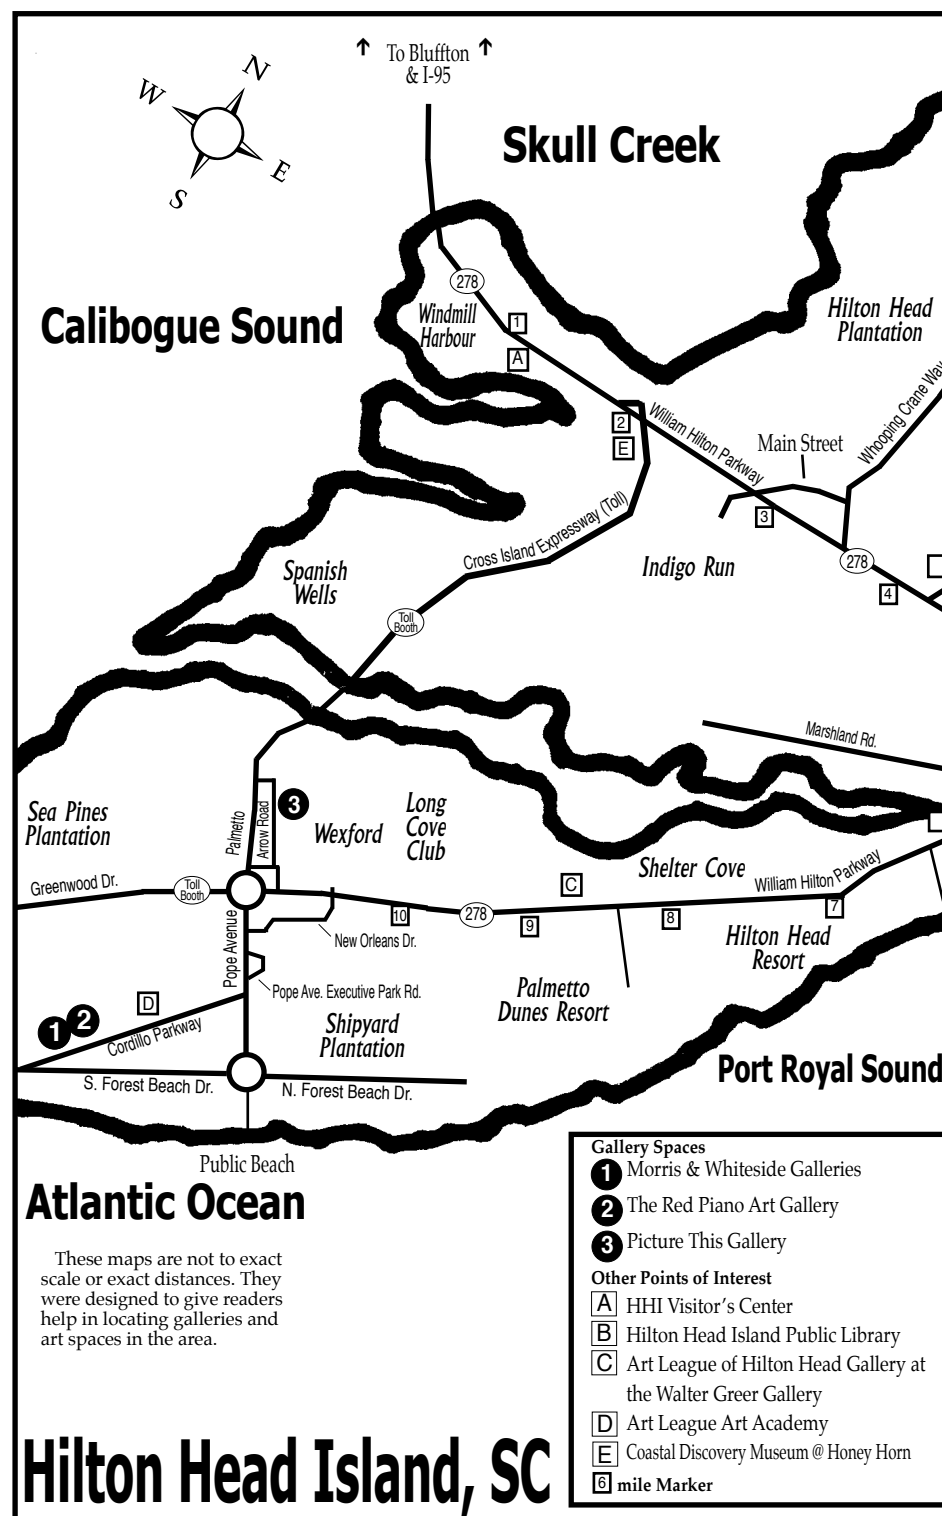 To Bluffton
& I-95
N
W
E
S
Skull Creek
278
Calibogue Sound
Windmill
Harbour
1
A
Hilton Head
Plantation
2
E
William Hilton Parkway
Main Street
Whooping Crane Way
3
Cross Island Expressway (Toll)
Indigo Run
278
4
Spanish
Wells
Toll
Booth
Marshland Rd.
Sea Pines
Plantation
Palmetto
Arrow Road
3
Wexford
Long
Cove
Club
Shelter Cove
Greenwood Dr.
Toll
Booth
C
William Hilton Parkway
10
278
9
8
7
New Orleans Dr.
Pope Avenue
Hilton Head
Resort
Pope Ave. Executive Park Rd.
Palmetto
Dunes Resort
D
1
2
Cordillo Parkway
Shipyard
Plantation
Port Royal Sound
S. Forest Beach Dr.
N. Forest Beach Dr.
Public Beach
Atlantic Ocean
These maps are not to exact
scale or exact distances. They
were designed to give readers
help in locating galleries and
art spaces in the area.
Gallery Spaces
1 Morris & Whiteside Galleries
2 The Red Piano Art Gallery
3 Picture This Gallery
Other Points of Interest
A HHI Visitor's Center
B Hilton Head Island Public Library
C Art League of Hilton Head Gallery at
the Walter Greer Gallery
D Art League Art Academy
E Coastal Discovery Museum @ Honey Horn
6 mile Marker
Hilton Head Island, SC